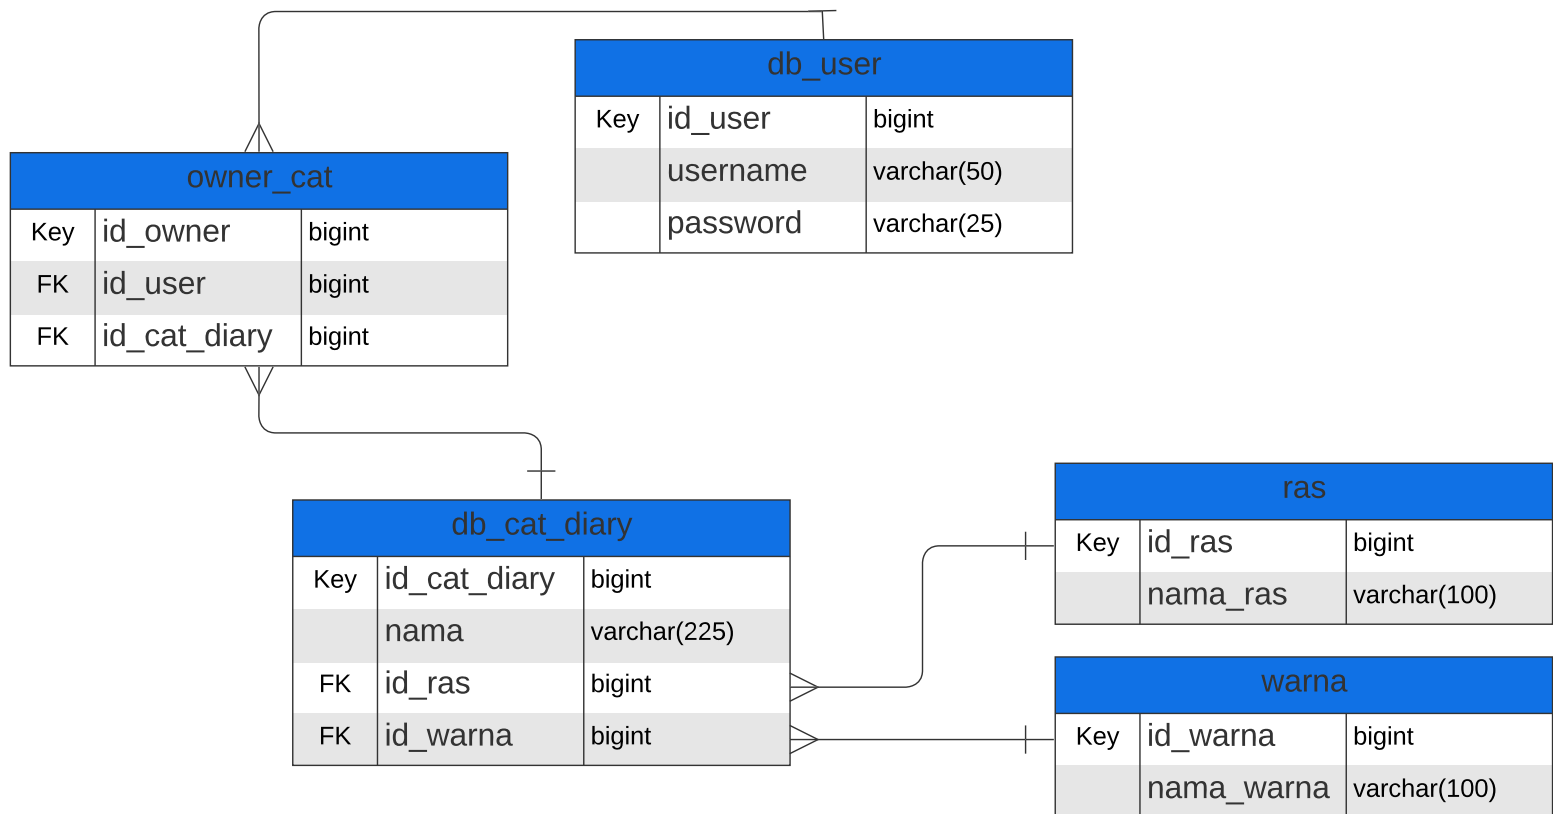 db_user
Key id_user bigint
username varchar(50)
password varchar(25)
owner_cat
Key id_owner bigint
FK id_user bigint
FK id_cat_diary bigint
db_cat_diary
Key id_cat_diary bigint
nama varchar(225)
FK id_ras bigint
FK id_warna bigint
ras
Key id_ras bigint
nama_ras varchar(100)
warna
Key id_warna bigint
nama_warna varchar(100)